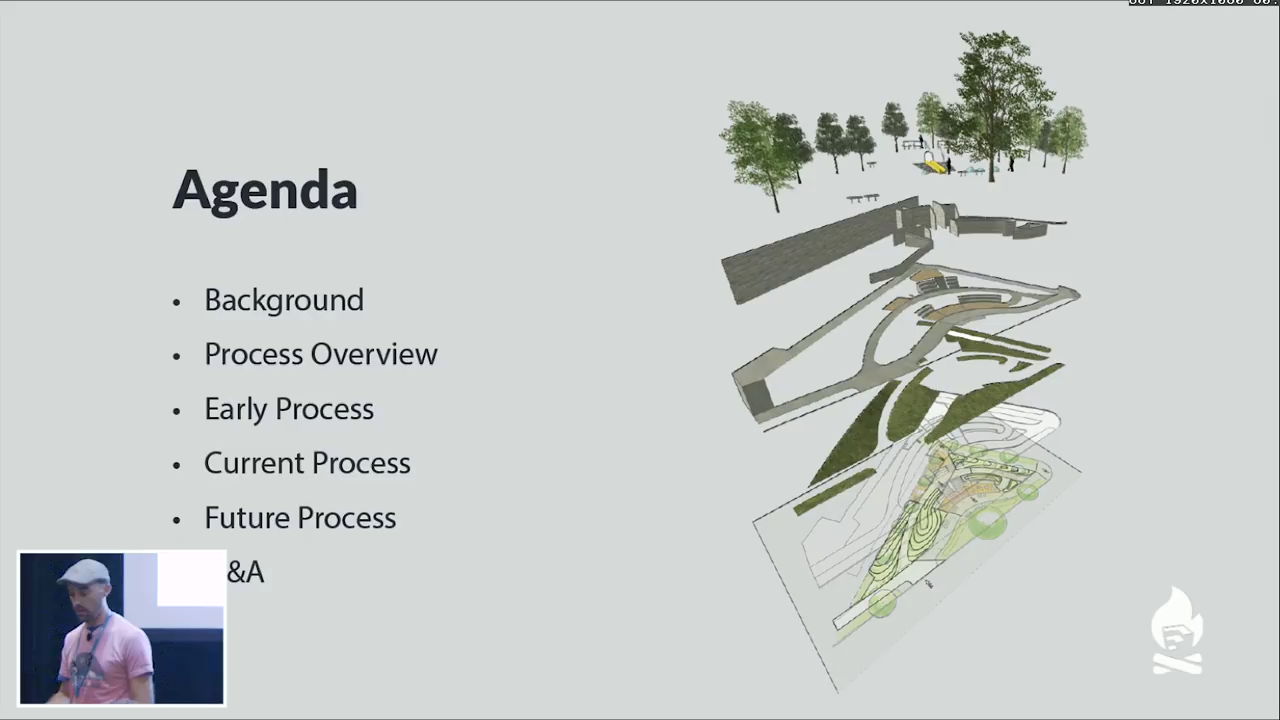 Agenda
• Background
• Process Overview
• Early Process
• Current Process
• Future Process
&A